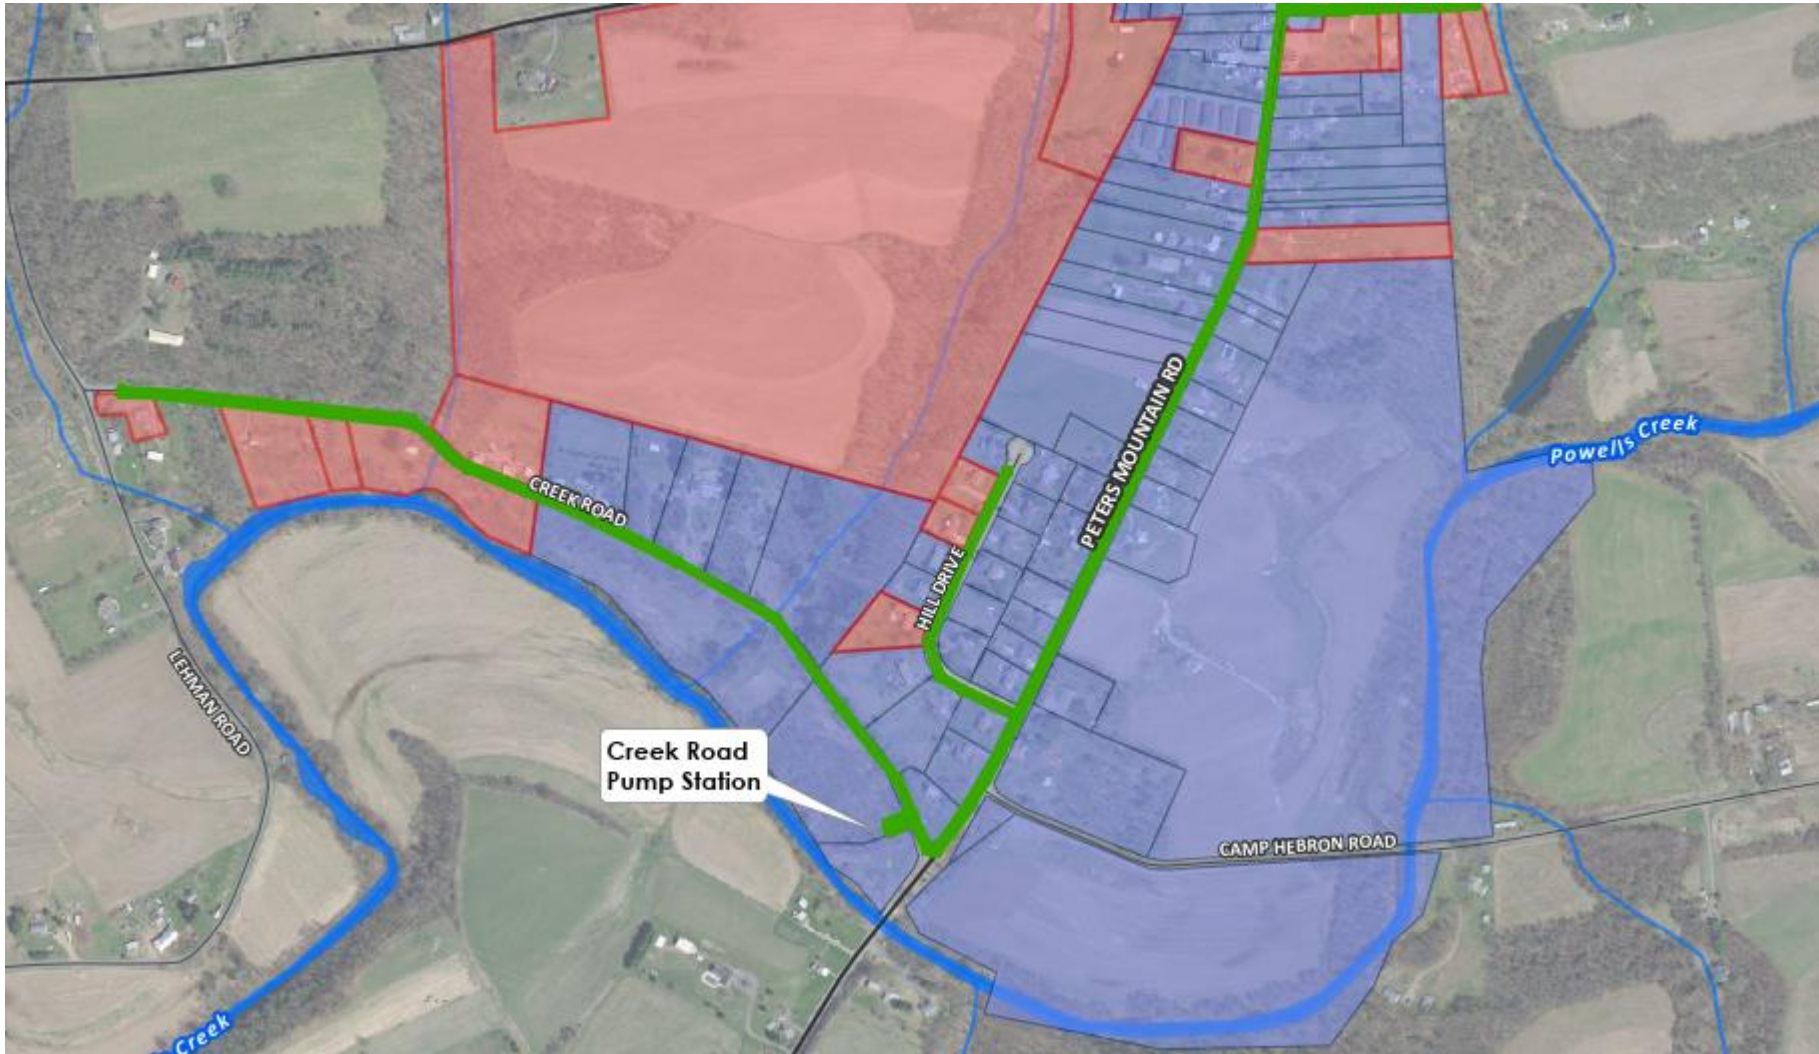 PETERS MOUNTAIN RD
Powells Creek
CREEK ROAD
HILL DRIVE
LEHMAN ROAD
Creek Road
Pump Station
CAMP HEBRON ROAD
Creek